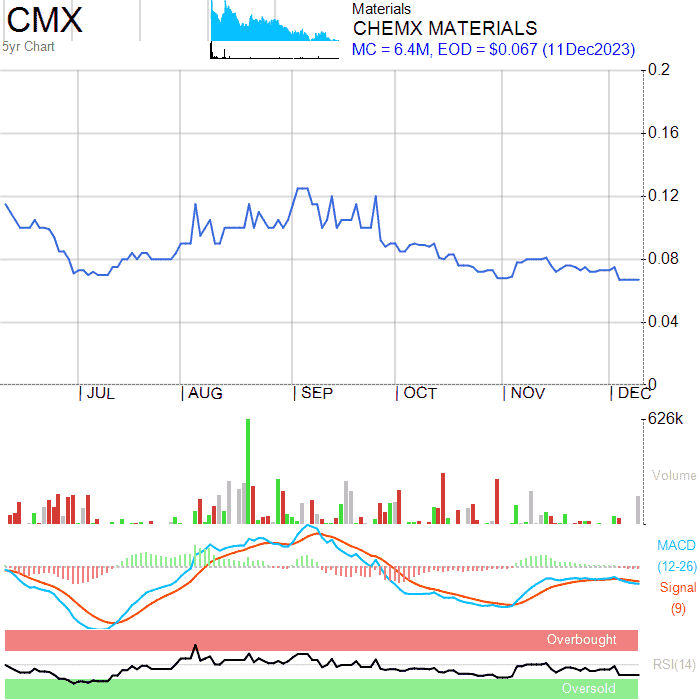 CMX
5yr Chart
Materials
CHEMX MATERIALS
MC = 6.4M, EOD = $0.067 (11Dec2023)
0.2
0.16
0.12
0.08
0.04
0
JUL
AUG
SEP
OCT
NOV
DEC
626k
Volume
MACD
(12-26)
Signal
(9)
Overbought
RSI(14)
Oversold